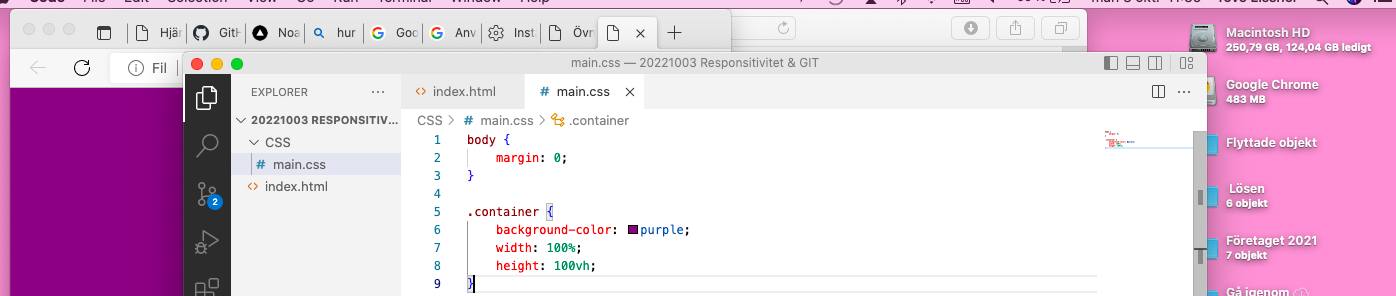 Hjäl
GitH
Noa
hur
Goo
Anv
Inst
Övr
Fil
main.css — 20221003 Responsitivitet & GIT
EXPLORER
20221003 RESPONSITIV...
CSS
main.css
index.html
2
index.html
main.css
CSS > main.css > .container
1 body {
2 margin: 0;
3 }
4
5 .container {
6 background-color: purple;
7 width: 100%;
8 height: 100vh;
9 }
Macintosh HD
250,79 GB, 124,04 GB ledigt
Google Chrome
483 MB
Flyttade objekt
Lösen
6 objekt
Företaget 2021
7 objekt
Gå igenom